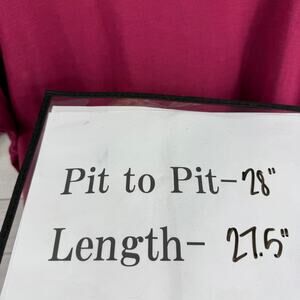 Pit to Pit- 28"
Length- 27.5"